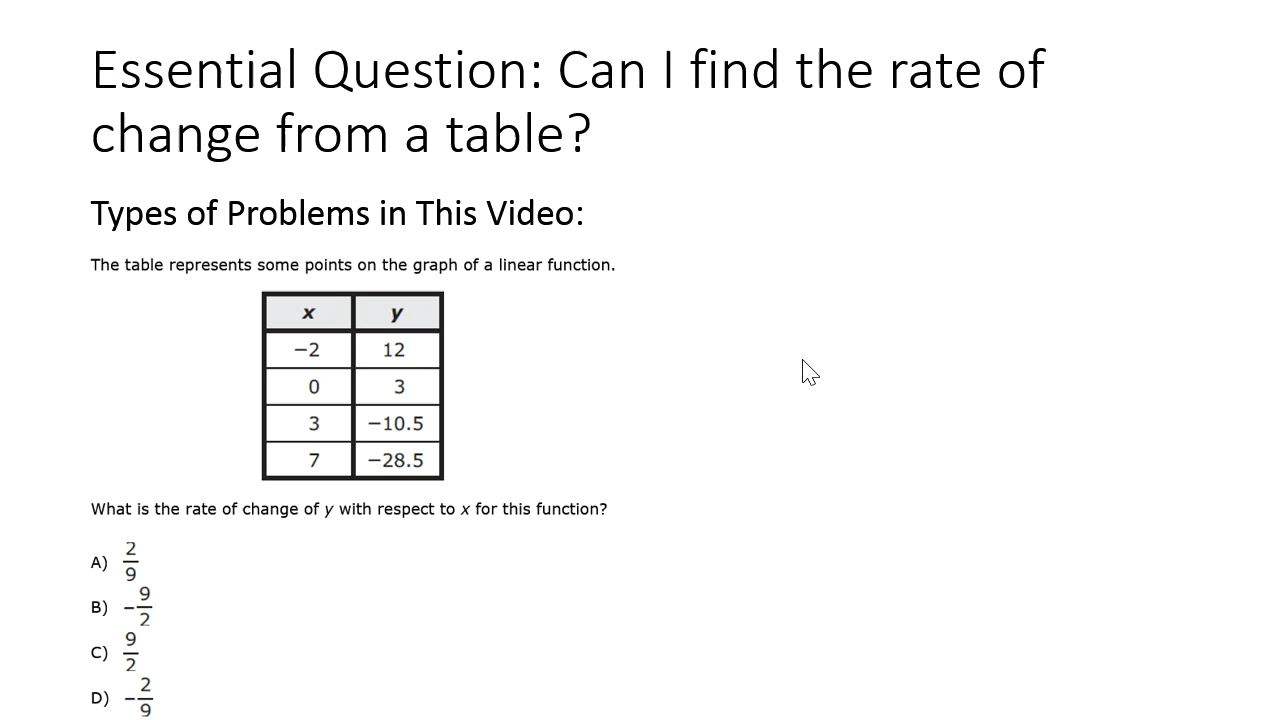 Essential Question: Can I find the rate of
change from a table?
Types of Problems in This Video:
The table represents some points on the graph of a linear function.
x y
−2 12
0 3
3 −10.5
7 −28.5
What is the rate of change of y with respect to x for this function?
A) 2/9
B) −9/2
C) 9/2
D) −2/9